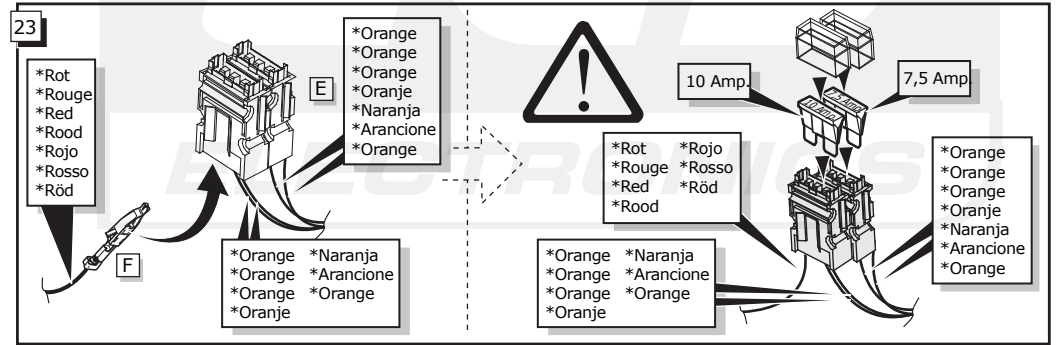 23
*Rot
*Rouge
*Red
*Rood
*Rojo
*Rosso
*Röd
F
E
*Orange
*Orange
*Orange
*Oranje
*Naranja
*Arancione
*Orange
*Orange *Naranja
*Orange *Arancione
*Orange *Orange
*Oranje
10 Amp.
7,5 Amp.
*Rot *Rojo
*Rouge *Rosso
*Red *Röd
*Rood
*Orange *Naranja
*Orange *Arancione
*Orange *Orange
*Oranje
*Orange
*Orange
*Orange
*Oranje
*Naranja
*Arancione
*Orange
ELECTRONICS